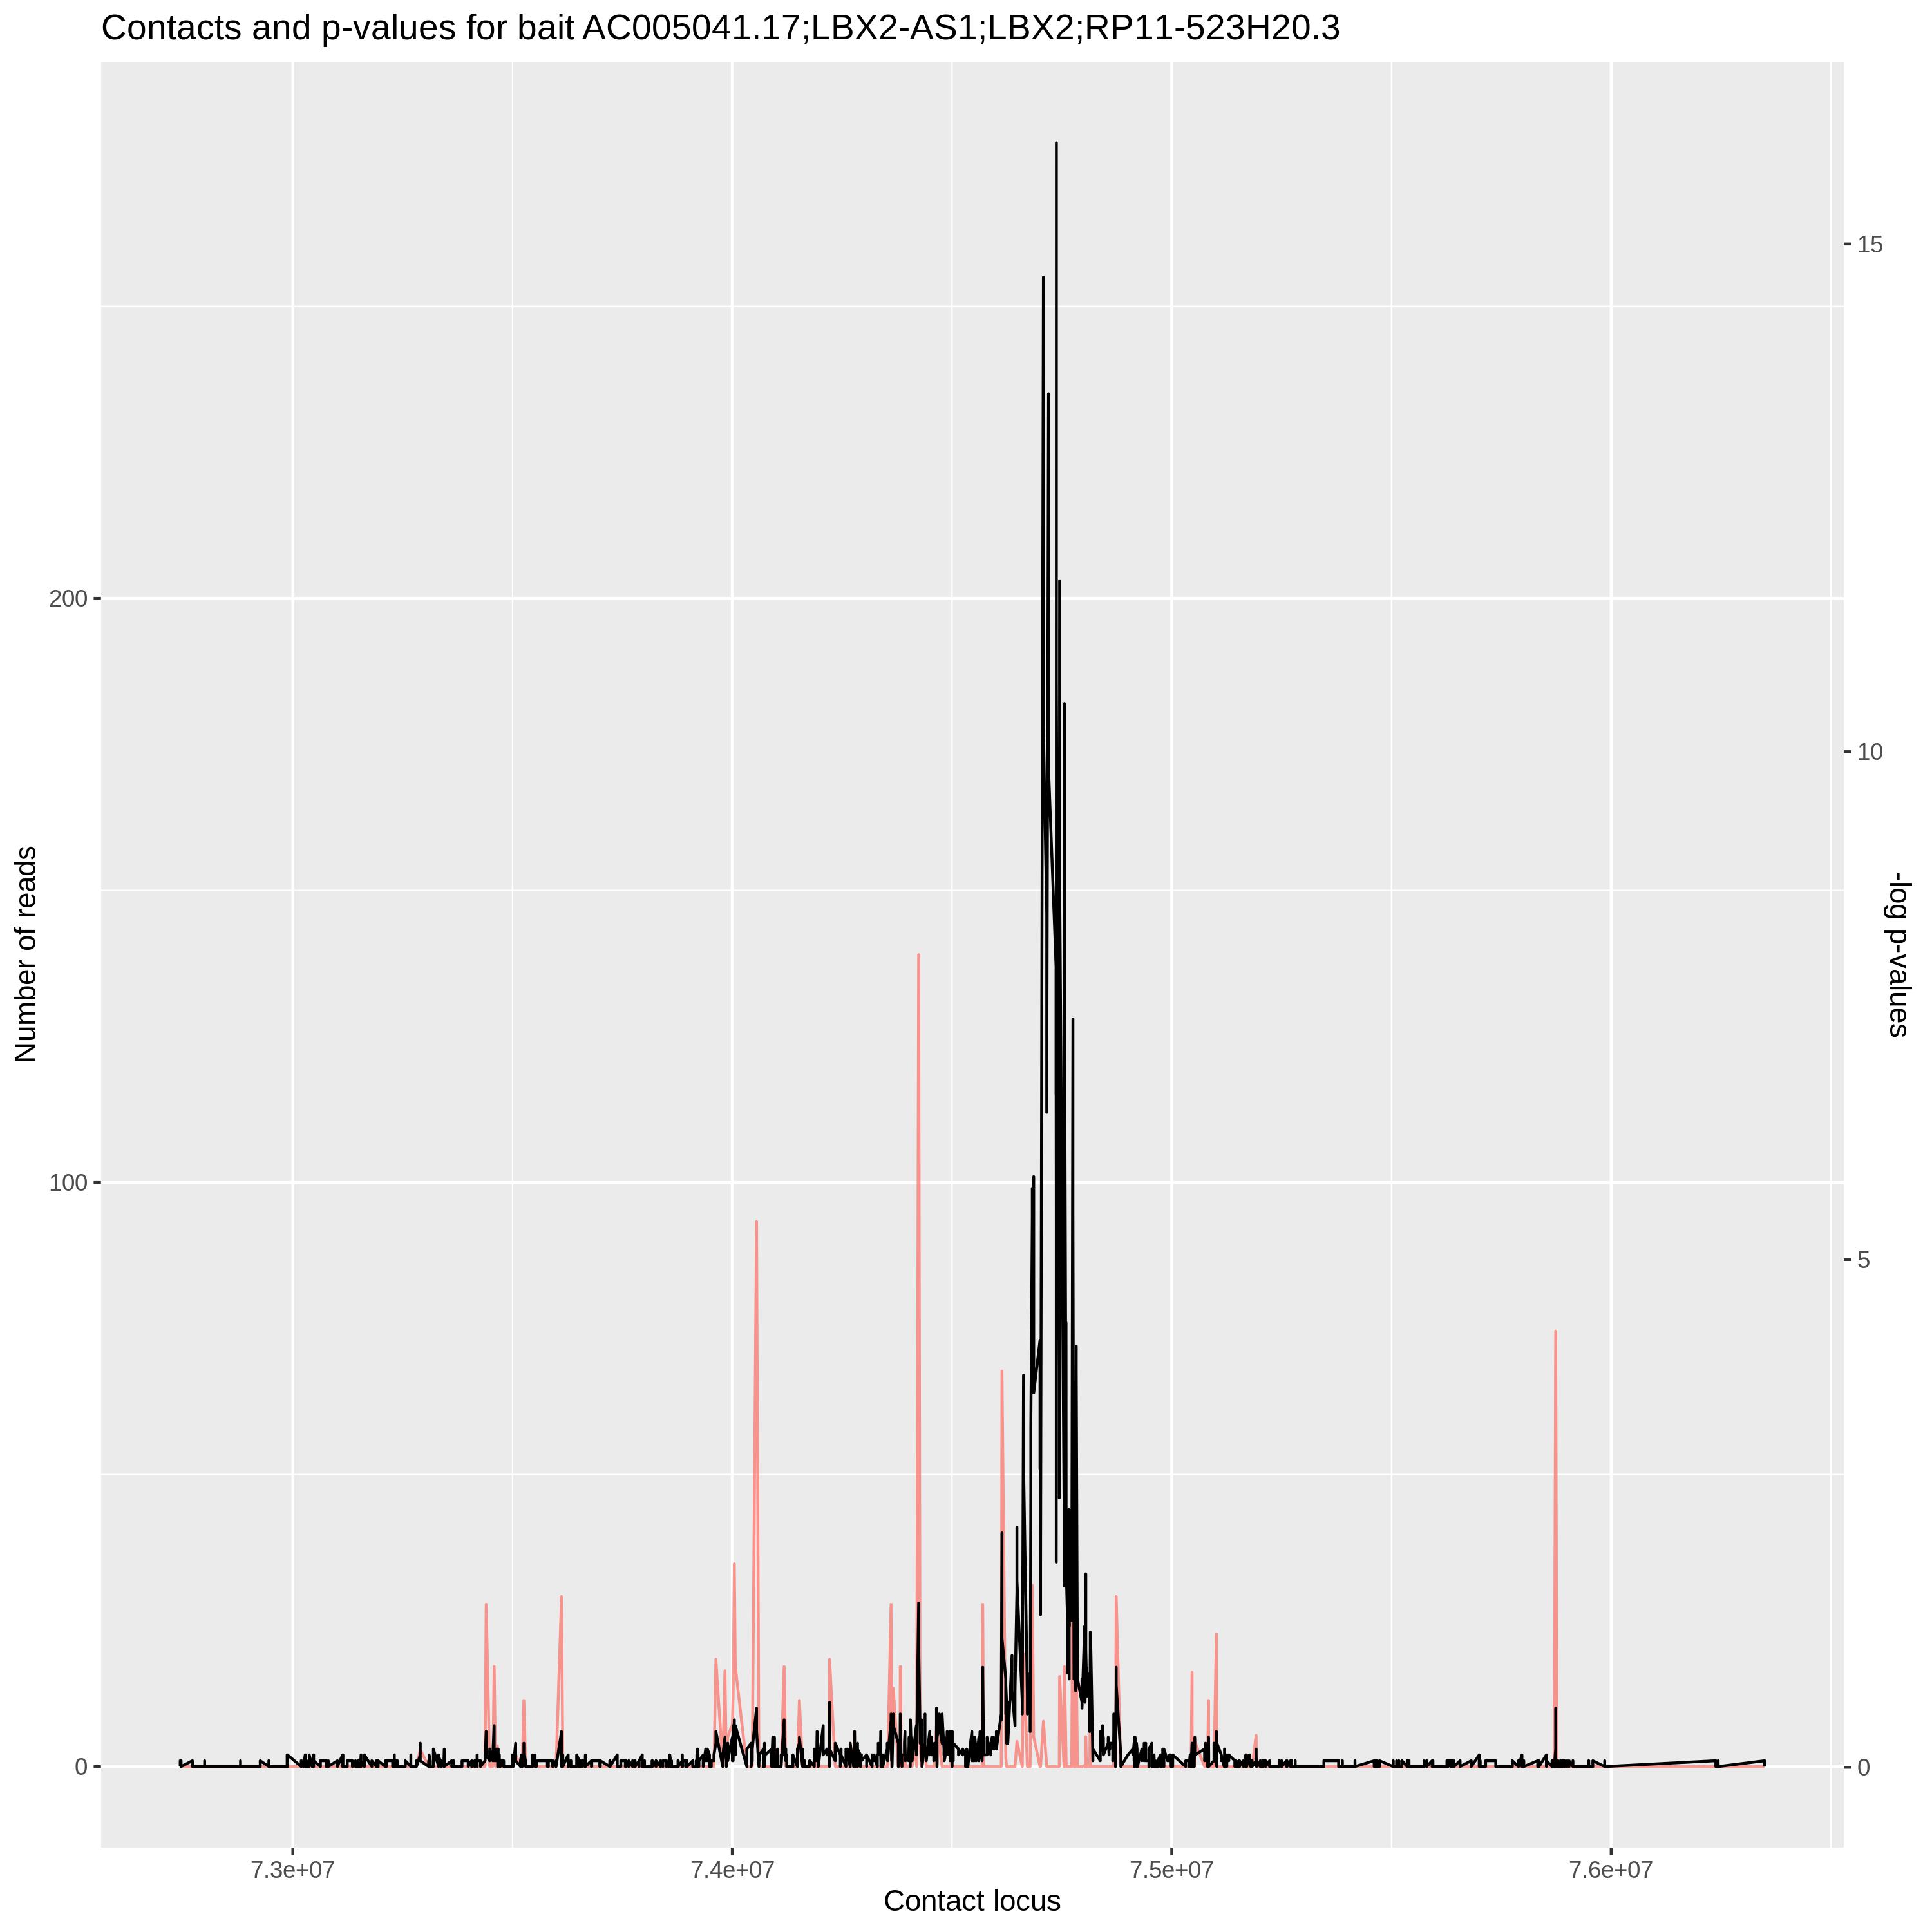 Contacts and p-values for bait AC005041.17;LBX2-AS1;LBX2;RP11-523H20.3
Number of reads
200
100
0
15
10
5
0
-log p-values
7.3e+07
7.4e+07
7.5e+07
7.6e+07
Contact locus